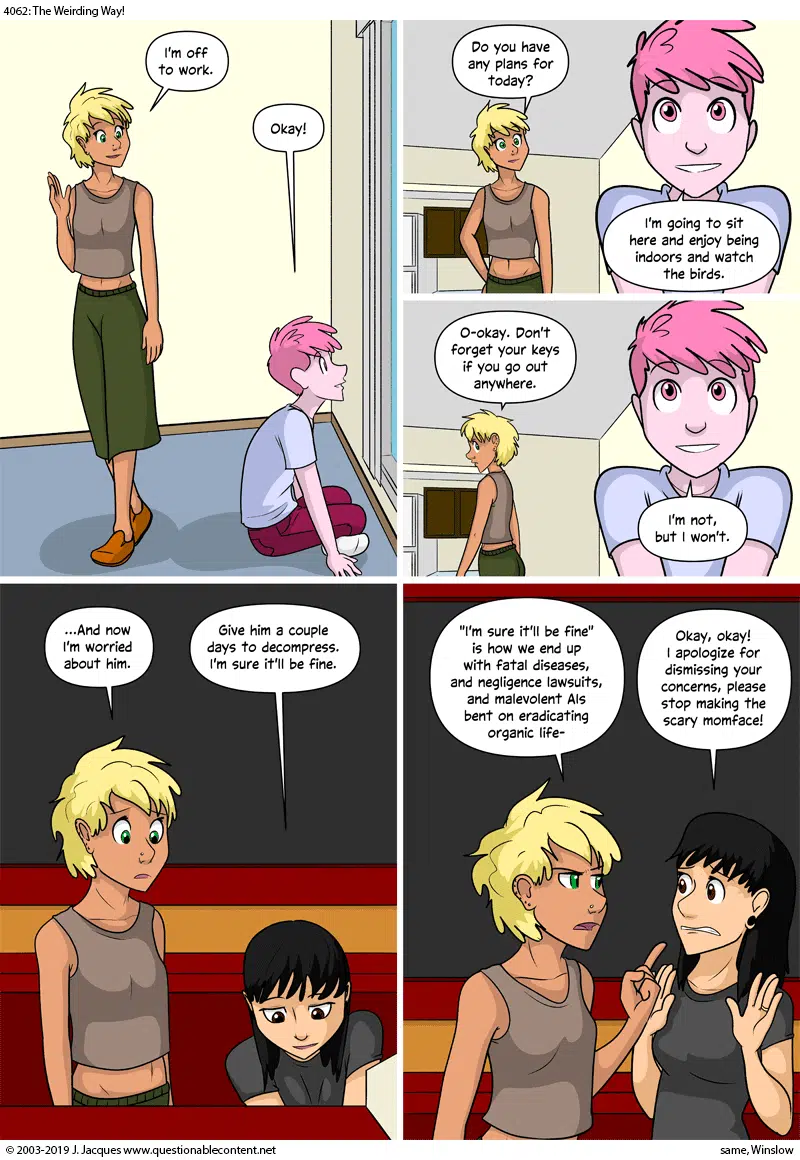 4062: The Weirding Way!
I'm off
to work.
Okay!
Do you have
any plans for
today?
I'm going to sit
here and enjoy being
indoors and watch
the birds.
O-okay. Don't
forget your keys
if you go out
anywhere.
I'm not,
but I won't.
...And now
I'm worried
about him.
Give him a couple
days to decompress.
I'm sure it'll be fine.
"I'm sure it'll be fine"
is how we end up
with fatal diseases,
and negligence lawsuits,
and malevolent AIs
bent on eradicating
organic life-
Okay, okay!
I apologize for
dismissing your
concerns, please
stop making the
scary momface!
© 2003-2019 J. Jacques www.questionablecontent.net
same, Winslow